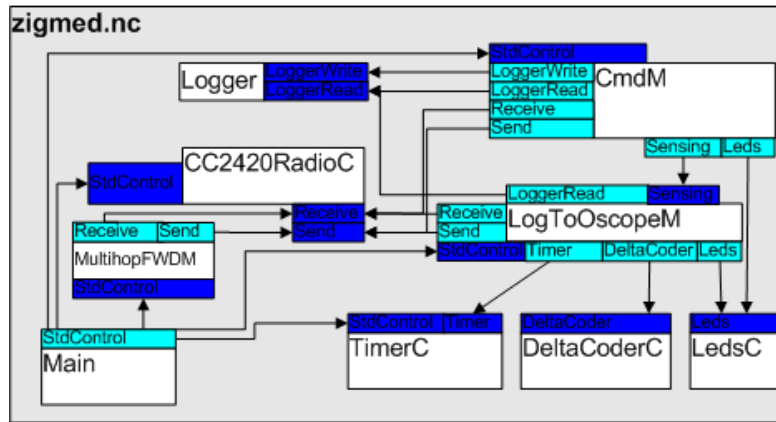 zigmed.nc
StdControl
Logger
LoggerWrite
LoggerRead
LoggerWrite
LoggerRead
Receive
Send
CmdM
Sensing
Leds
CC2420RadioC
StdControl
Receive
Send
LoggerRead
Sensing
Receive
Send
LogToOscopeM
StdControl
Timer
DeltaCoder
Leds
Receive
Send
MultihopFWDM
StdControl
StdControl
Main
StdControl
Timer
TimerC
DeltaCoder
DeltaCoderC
Leds
LedsC